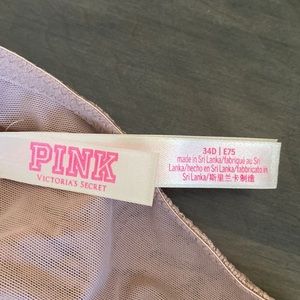 PINK
VICTORIA'S SECRET
34D | E75
made in Sri Lanka/fabriqué au Sri
Lanka/hecho en Sri Lanka/fabbricato in
Sri Lanka/斯里兰卡制造